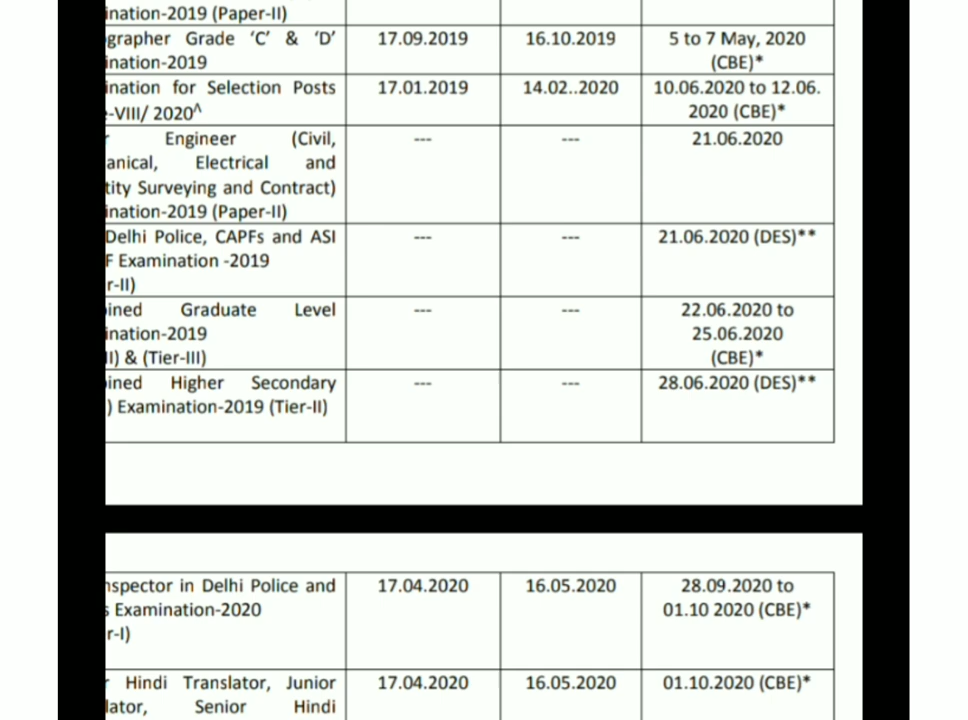 ination-2019 (Paper-II)
grapher Grade ‘C’ & ‘D’ 17.09.2019 16.10.2019 5 to 7 May, 2020
ination-2019 (CBE)*
ination for Selection Posts 17.01.2019 14.02..2020 10.06.2020 to 12.06.
-VIII/ 2020^ 2020 (CBE)*
Engineer (Civil, --- --- 21.06.2020
anical, Electrical and
tity Surveying and Contract)
ination-2019 (Paper-II)
Delhi Police, CAPFs and ASI --- --- 21.06.2020 (DES)**
F Examination -2019
r-II)
ined Graduate Level --- --- 22.06.2020 to
ination-2019 25.06.2020
I) & (Tier-III) (CBE)*
ined Higher Secondary --- --- 28.06.2020 (DES)**
) Examination-2019 (Tier-II)
nspector in Delhi Police and 17.04.2020 16.05.2020 28.09.2020 to
s Examination-2020 01.10 2020 (CBE)*
r-I)
Hindi Translator, Junior 17.04.2020 16.05.2020 01.10.2020 (CBE)*
lator, Senior Hindi